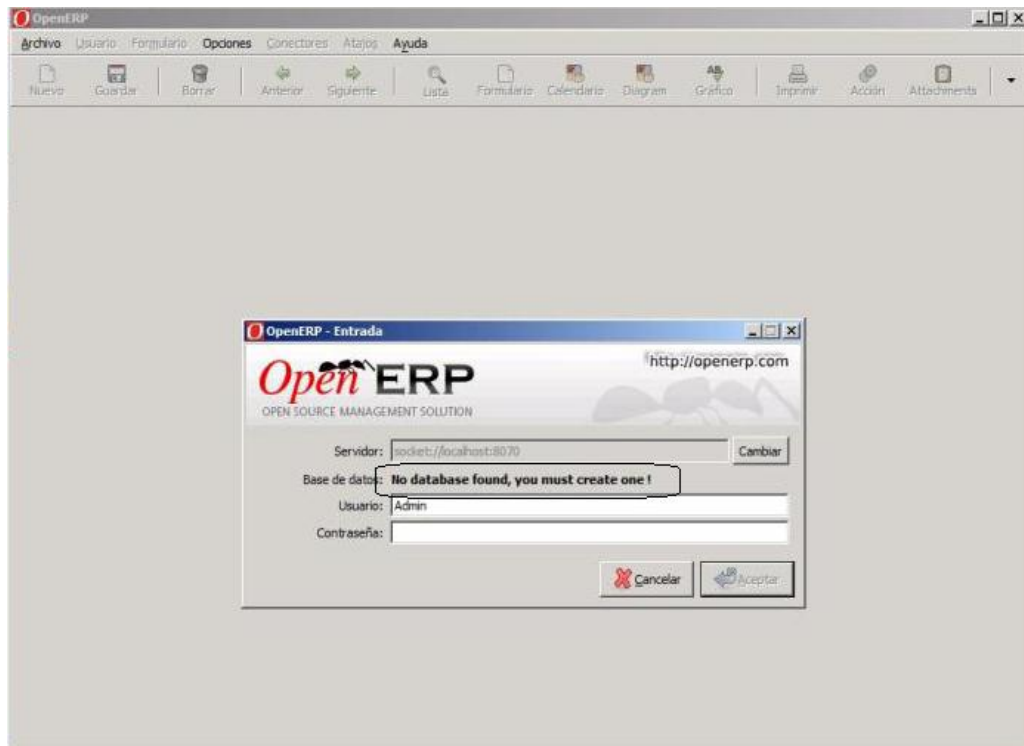 OpenERP
Archivo Usuario Formulario Opciones Conectores Atajos Ayuda
Nuevo Guardar Borrar Anterior Siguiente Lista Formulario Calendario Diagram Gráfico Imprimir Acción Attachments
OpenERP - Entrada
Open ERP
http://openerp.com
OPEN SOURCE MANAGEMENT SOLUTION
Servidor: socket://localhost:8070 Cambiar
Base de datos: No database found, you must create one !
Usuario: Admin
Contraseña:
Cancelar Aceptar